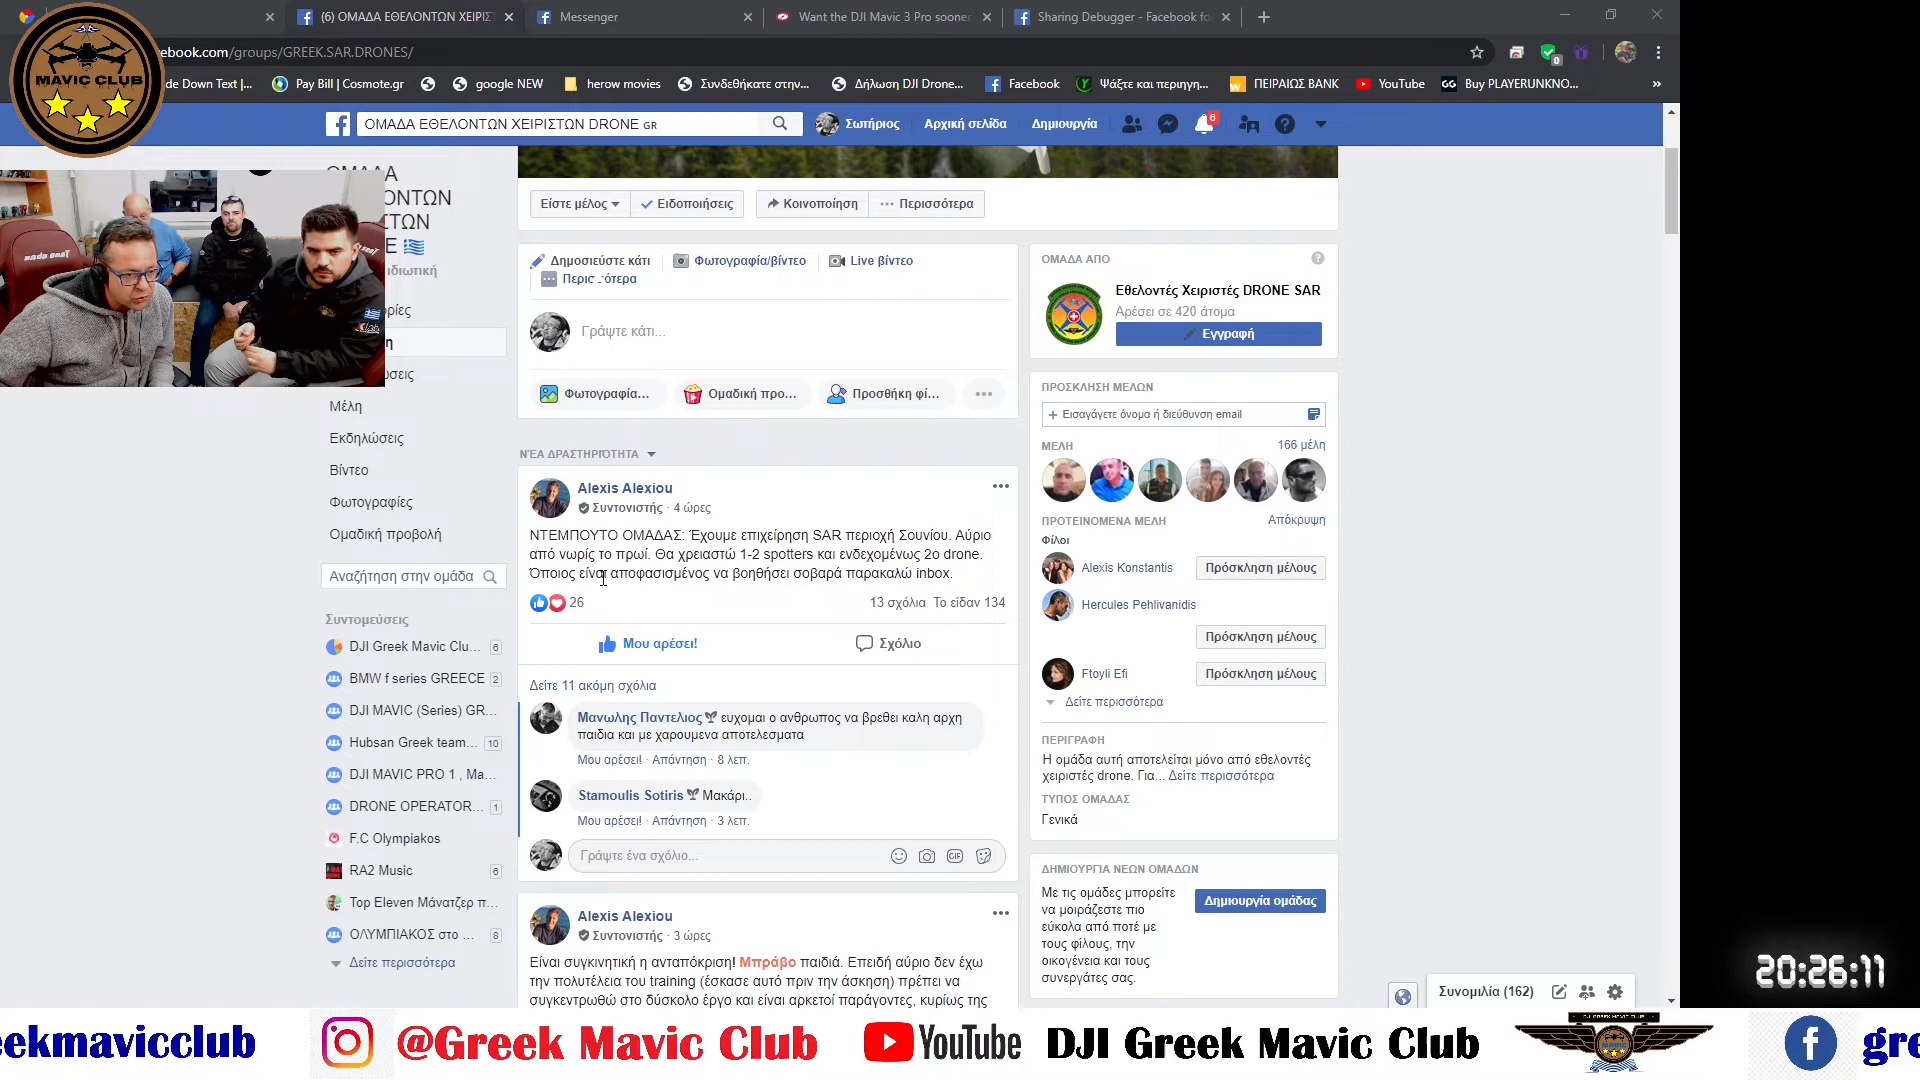 (6) ΟΜΑΔΑ ΕΘΕΛΟΝΤΩΝ ΧΕΙΡΙΣΤ
Messenger
Want the DJI Mavic 3 Pro sooner
Sharing Debugger - Facebook fo
ebook.com/groups/GREEK.SAR.DRONES/
MAVIC CLUB
de Down Text |...
Pay Bill | Cosmote.gr
google NEW
herow movies
Συνδεθήκατε στην...
Δήλωση DJI Drone...
Facebook
Ψάξτε και περιηγη...
ΠΕΙΡΑΙΩΣ BANK
YouTube
Buy PLAYERUNKNO...
ΟΜΑΔΑ ΕΘΕΛΟΝΤΩΝ ΧΕΙΡΙΣΤΩΝ DRONE GR
Σωτήριος
Αρχική σελίδα
Δημιουργία
6
Είστε μέλος
Ειδοποιήσεις
Κοινοποίηση
Περισσότερα
Δημοσιεύστε κάτι
Φωτογραφία/βίντεο
Live βίντεο
Γράψτε κάτι...
Φωτογραφία...
Ομαδική προ...
Προσθήκη φί...
Μέλη
Εκδηλώσεις
Βίντεο
Φωτογραφίες
Ομαδική προβολή
Αναζήτηση στην ομάδα
Συντομεύσεις
DJI Greek Mavic Clu... 6
BMW f series GREECE 2
DJI MAVIC (Series) GR...
Hubsan Greek team... 10
DJI MAVIC PRO 1 , Ma...
DRONE OPERATOR... 1
F.C Olympiakos
RA2 Music 6
Top Eleven Μάνατζερ π...
ΟΛΥΜΠΙΑΚΟΣ στο ... 8
Δείτε περισσότερα
ΝΈΑ ΔΡΑΣΤΗΡΙΌΤΗΤΑ
Alexis Alexiou
Συντονιστής · 4 ώρες
ΝΤΕΜΠΟΥΤΟ ΟΜΑΔΑΣ: Έχουμε επιχείρηση SAR περιοχή Σουνίου. Αύριο
από νωρίς το πρωί. Θα χρειαστώ 1-2 spotters και ενδεχομένως 2ο drone.
Όποιος είναι αποφασισμένος να βοηθήσει σοβαρά παρακαλώ inbox.
26
13 σχόλια Το είδαν 134
Μου αρέσει!
Σχόλιο
Δείτε 11 ακόμη σχόλια
Μανωλης Παντελιος ευχομαι ο ανθρωπος να βρεθει καλη αρχη
παιδια και με χαρουμενα αποτελεσματα
Μου αρέσει! · Απάντηση · 8 λεπ.
Stamoulis Sotiris Μακάρι..
Μου αρέσει! · Απάντηση · 3 λεπ.
Γράψτε ένα σχόλιο...
GIF
Alexis Alexiou
Συντονιστής · 3 ώρες
Είναι συγκινητική η ανταπόκριση! Μπράβο παιδιά. Επειδή αύριο δεν έχω
την πολυτέλεια του training (έσκασε αυτό πριν την άσκηση) πρέπει να
συγκεντρωθώ στο δύσκολο έργο και είναι αρκετοί παράγοντες, κυρίως της
ΟΜΑΔΑ ΑΠΟ
Εθελοντές Χειριστές DRONE SAR
Αρέσει σε 420 άτομα
Εγγραφή
ΠΡΟΣΚΛΗΣΗ ΜΕΛΩΝ
+ Εισαγάγετε όνομα ή διεύθυνση email
ΜΕΛΗ
166 μέλη
ΠΡΟΤΕΙΝΟΜΕΝΑ ΜΕΛΗ
Απόκρυψη
Φίλοι
Alexis Konstantis
Πρόσκληση μέλους
Hercules Pehlivanidis
Πρόσκληση μέλους
Ftoyli Efi
Πρόσκληση μέλους
Δείτε περισσότερα
ΠΕΡΙΓΡΑΦΗ
Η ομάδα αυτή αποτελείται μόνο από εθελοντές
χειριστές drone. Για... Δείτε περισσότερα
ΤΥΠΟΣ ΟΜΑΔΑΣ
Γενικά
ΔΗΜΙΟΥΡΓΙΑ ΝΕΩΝ ΟΜΑΔΩΝ
Με τις ομάδες μπορείτε
να μοιράζεστε πιο
εύκολα από ποτέ με
τους φίλους, την
οικογένεια και τους
συνεργάτες σας.
Δημιουργία ομάδας
Συνομιλία (162)
20:26:11
eekmavicclub
@Greek Mavic Club
YouTube
DJI Greek Mavic Club
gre